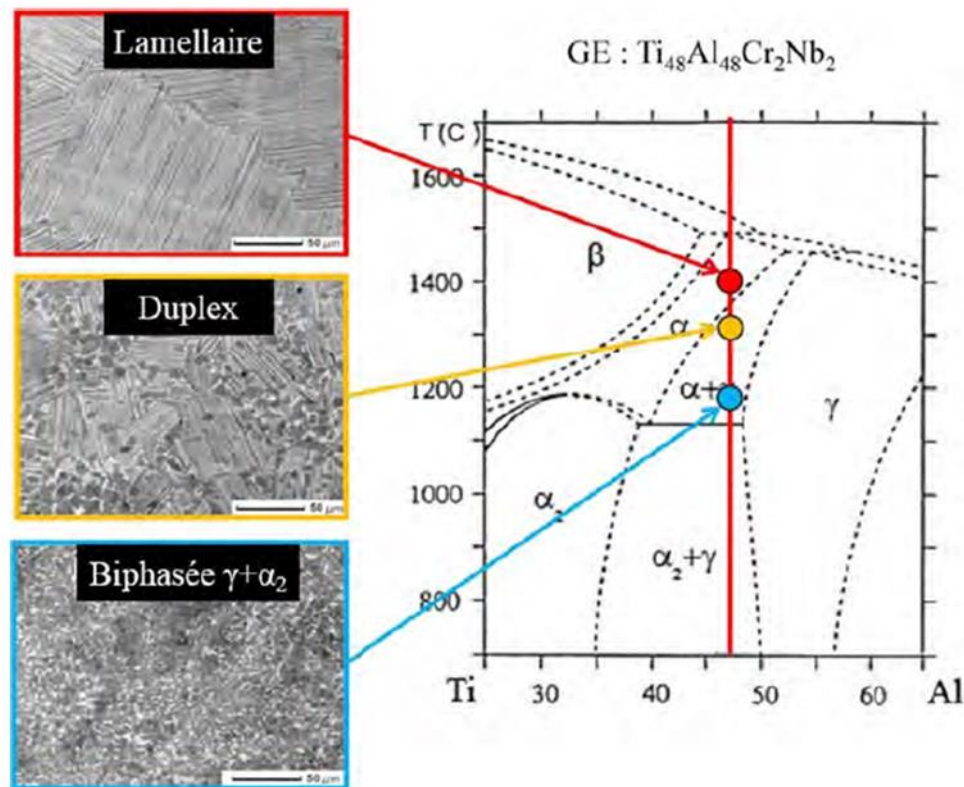 Lamellaire
50 µm
Duplex
50 µm
Biphasée γ+α₂
50 µm
GE : Ti₄₈Al₄₈Cr₂Nb₂
T(C)
1600
1400
1200
1000
800
β
α
α+
γ
α₂
α₂+γ
Ti 30 40 50 60 Al